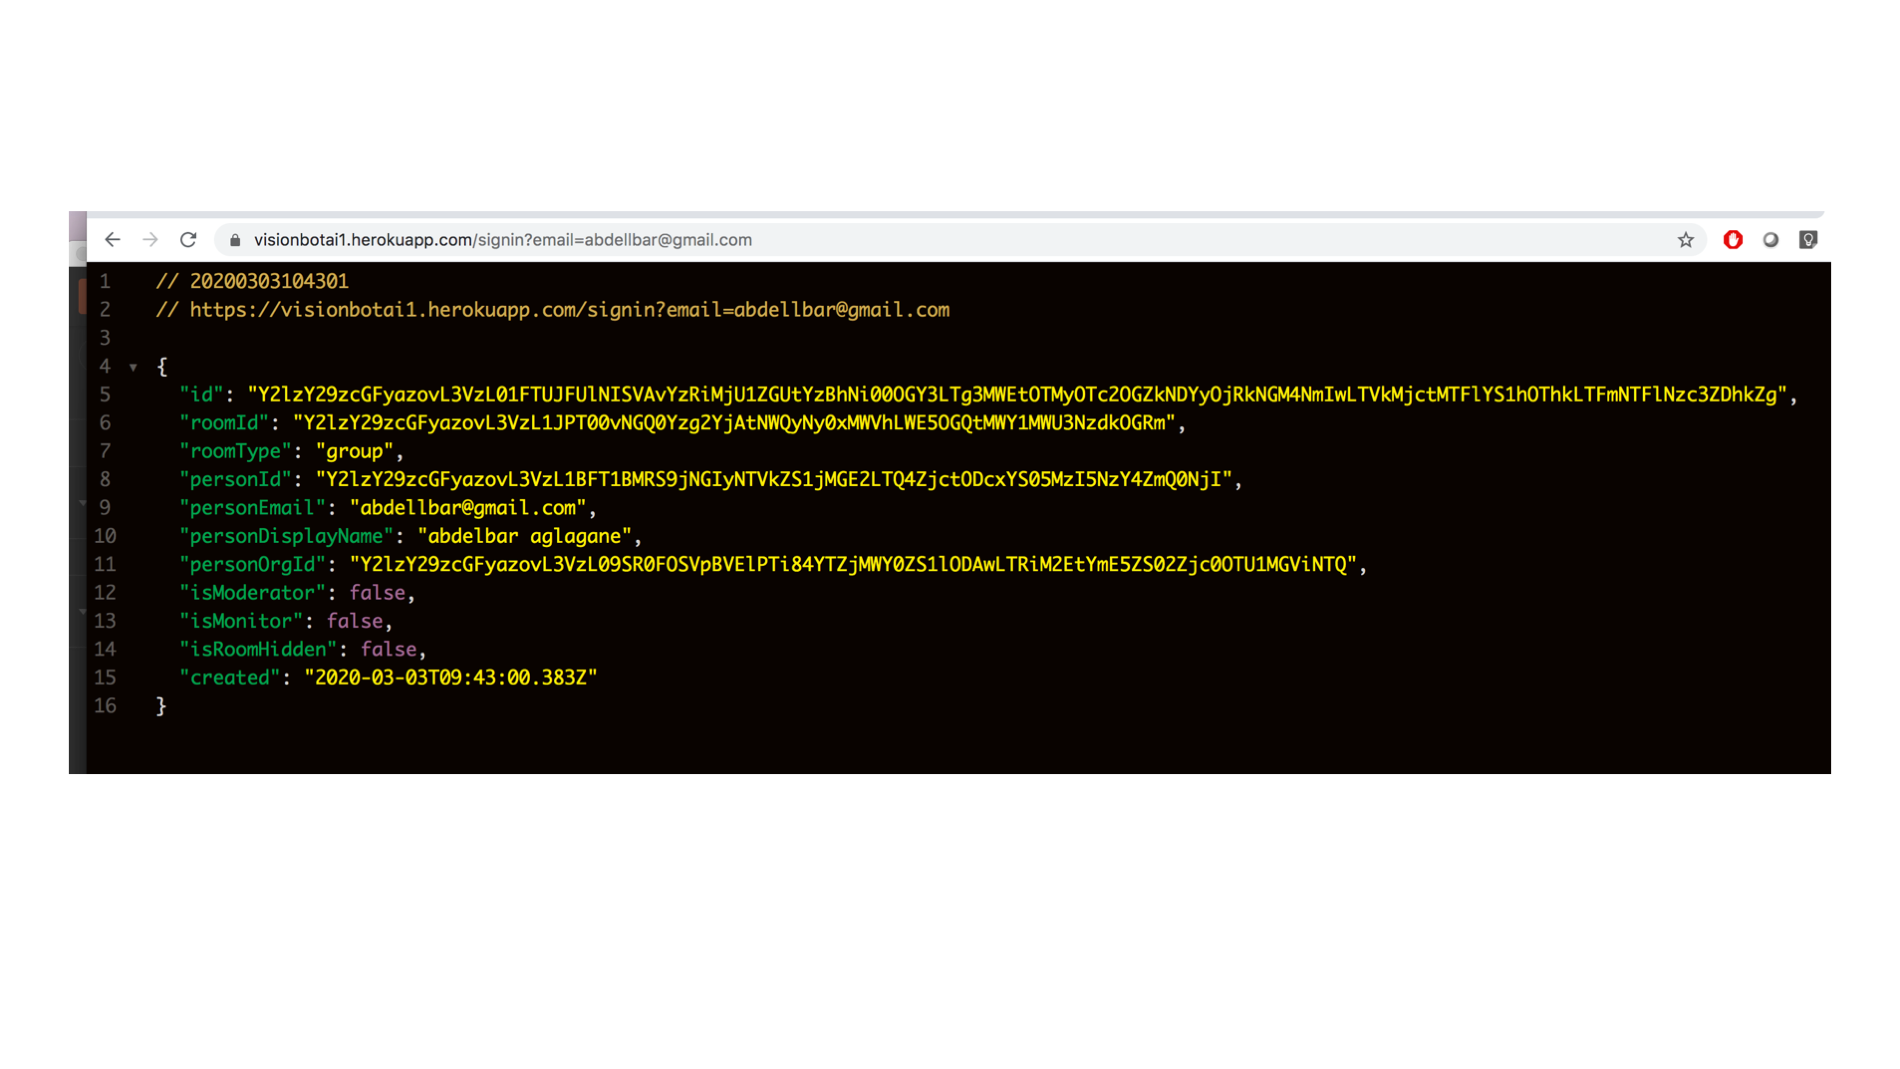 visionbotai1.herokuapp.com/signin?email=abdellbar@gmail.com
1 // 20200303104301
2 // https://visionbotai1.herokuapp.com/signin?email=abdellbar@gmail.com
3
4 {
5 "id": "Y2lzY29zcGFyazovL3VzL01FTUJFUlNISVAvYzRiMjU1ZGUtYzBhNi00OGY3LTg3MWEtOTMyOTc2OGZkNDYyOjRkNGM4NmIwLTVkMjctMTFlYS1hOThkLTFmNTFlNzc3ZDhkZg",
6 "roomId": "Y2lzY29zcGFyazovL3VzL1JPT00vNGQ0Yzg2YjAtNWQyNy0xMWVhLWE5OGQtMWY1MWU3NzdkOGRm",
7 "roomType": "group",
8 "personId": "Y2lzY29zcGFyazovL3VzL1BFT1BMRS9jNGIyNTVkZS1jMGE2LTQ4ZjctODcxYS05MzI5NzY4ZmQ0NjI",
9 "personEmail": "abdellbar@gmail.com",
10 "personDisplayName": "abdelbar aglagane",
11 "personOrgId": "Y2lzY29zcGFyazovL3VzL09SR0FOSVpBVElPTi84YTZjMWY0ZS1lODAwLTRiM2EtYmE5ZS02Zjc0OTU1MGViNTQ",
12 "isModerator": false,
13 "isMonitor": false,
14 "isRoomHidden": false,
15 "created": "2020-03-03T09:43:00.383Z"
16 }